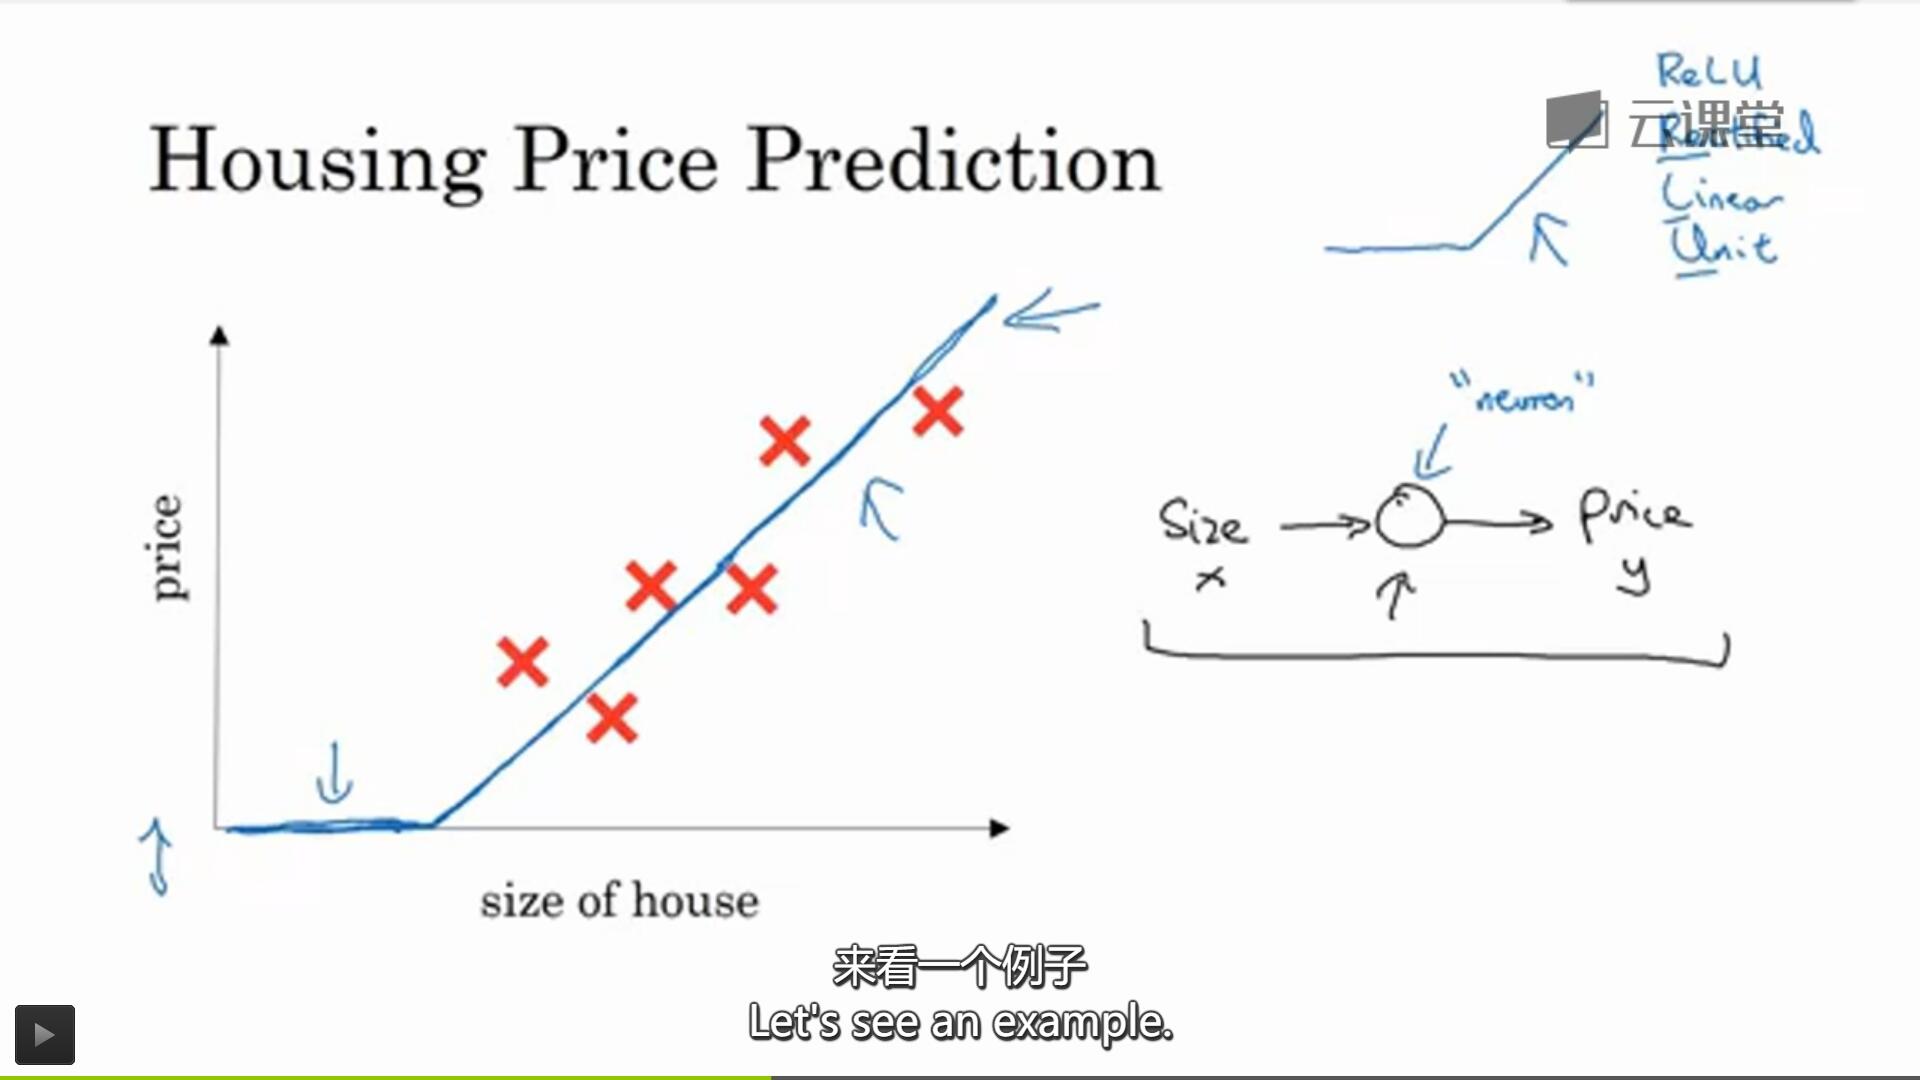 Housing Price Prediction
ReLU
云课堂
Linear
Unit
"neuron"
price
Size
Price
x
y
size of house
来看一个例子
Let's see an example.